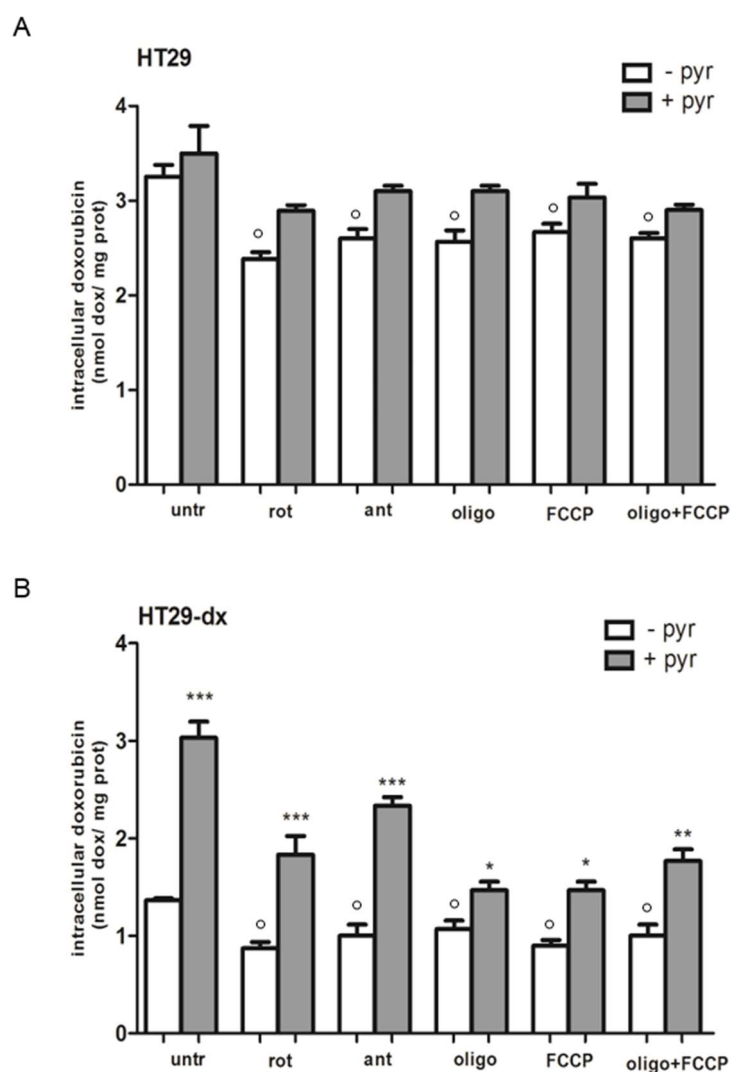 A
HT29
- pyr
+ pyr
intracellular doxorubicin
(nmol dox/ mg prot)
4
3
2
1
0
° ° ° ° °
untr rot ant oligo FCCP oligo+FCCP
B
HT29-dx
- pyr
+ pyr
intracellular doxorubicin
(nmol dox/ mg prot)
4
3
2
1
0
*** *** *** * * **
° ° ° ° °
untr rot ant oligo FCCP oligo+FCCP